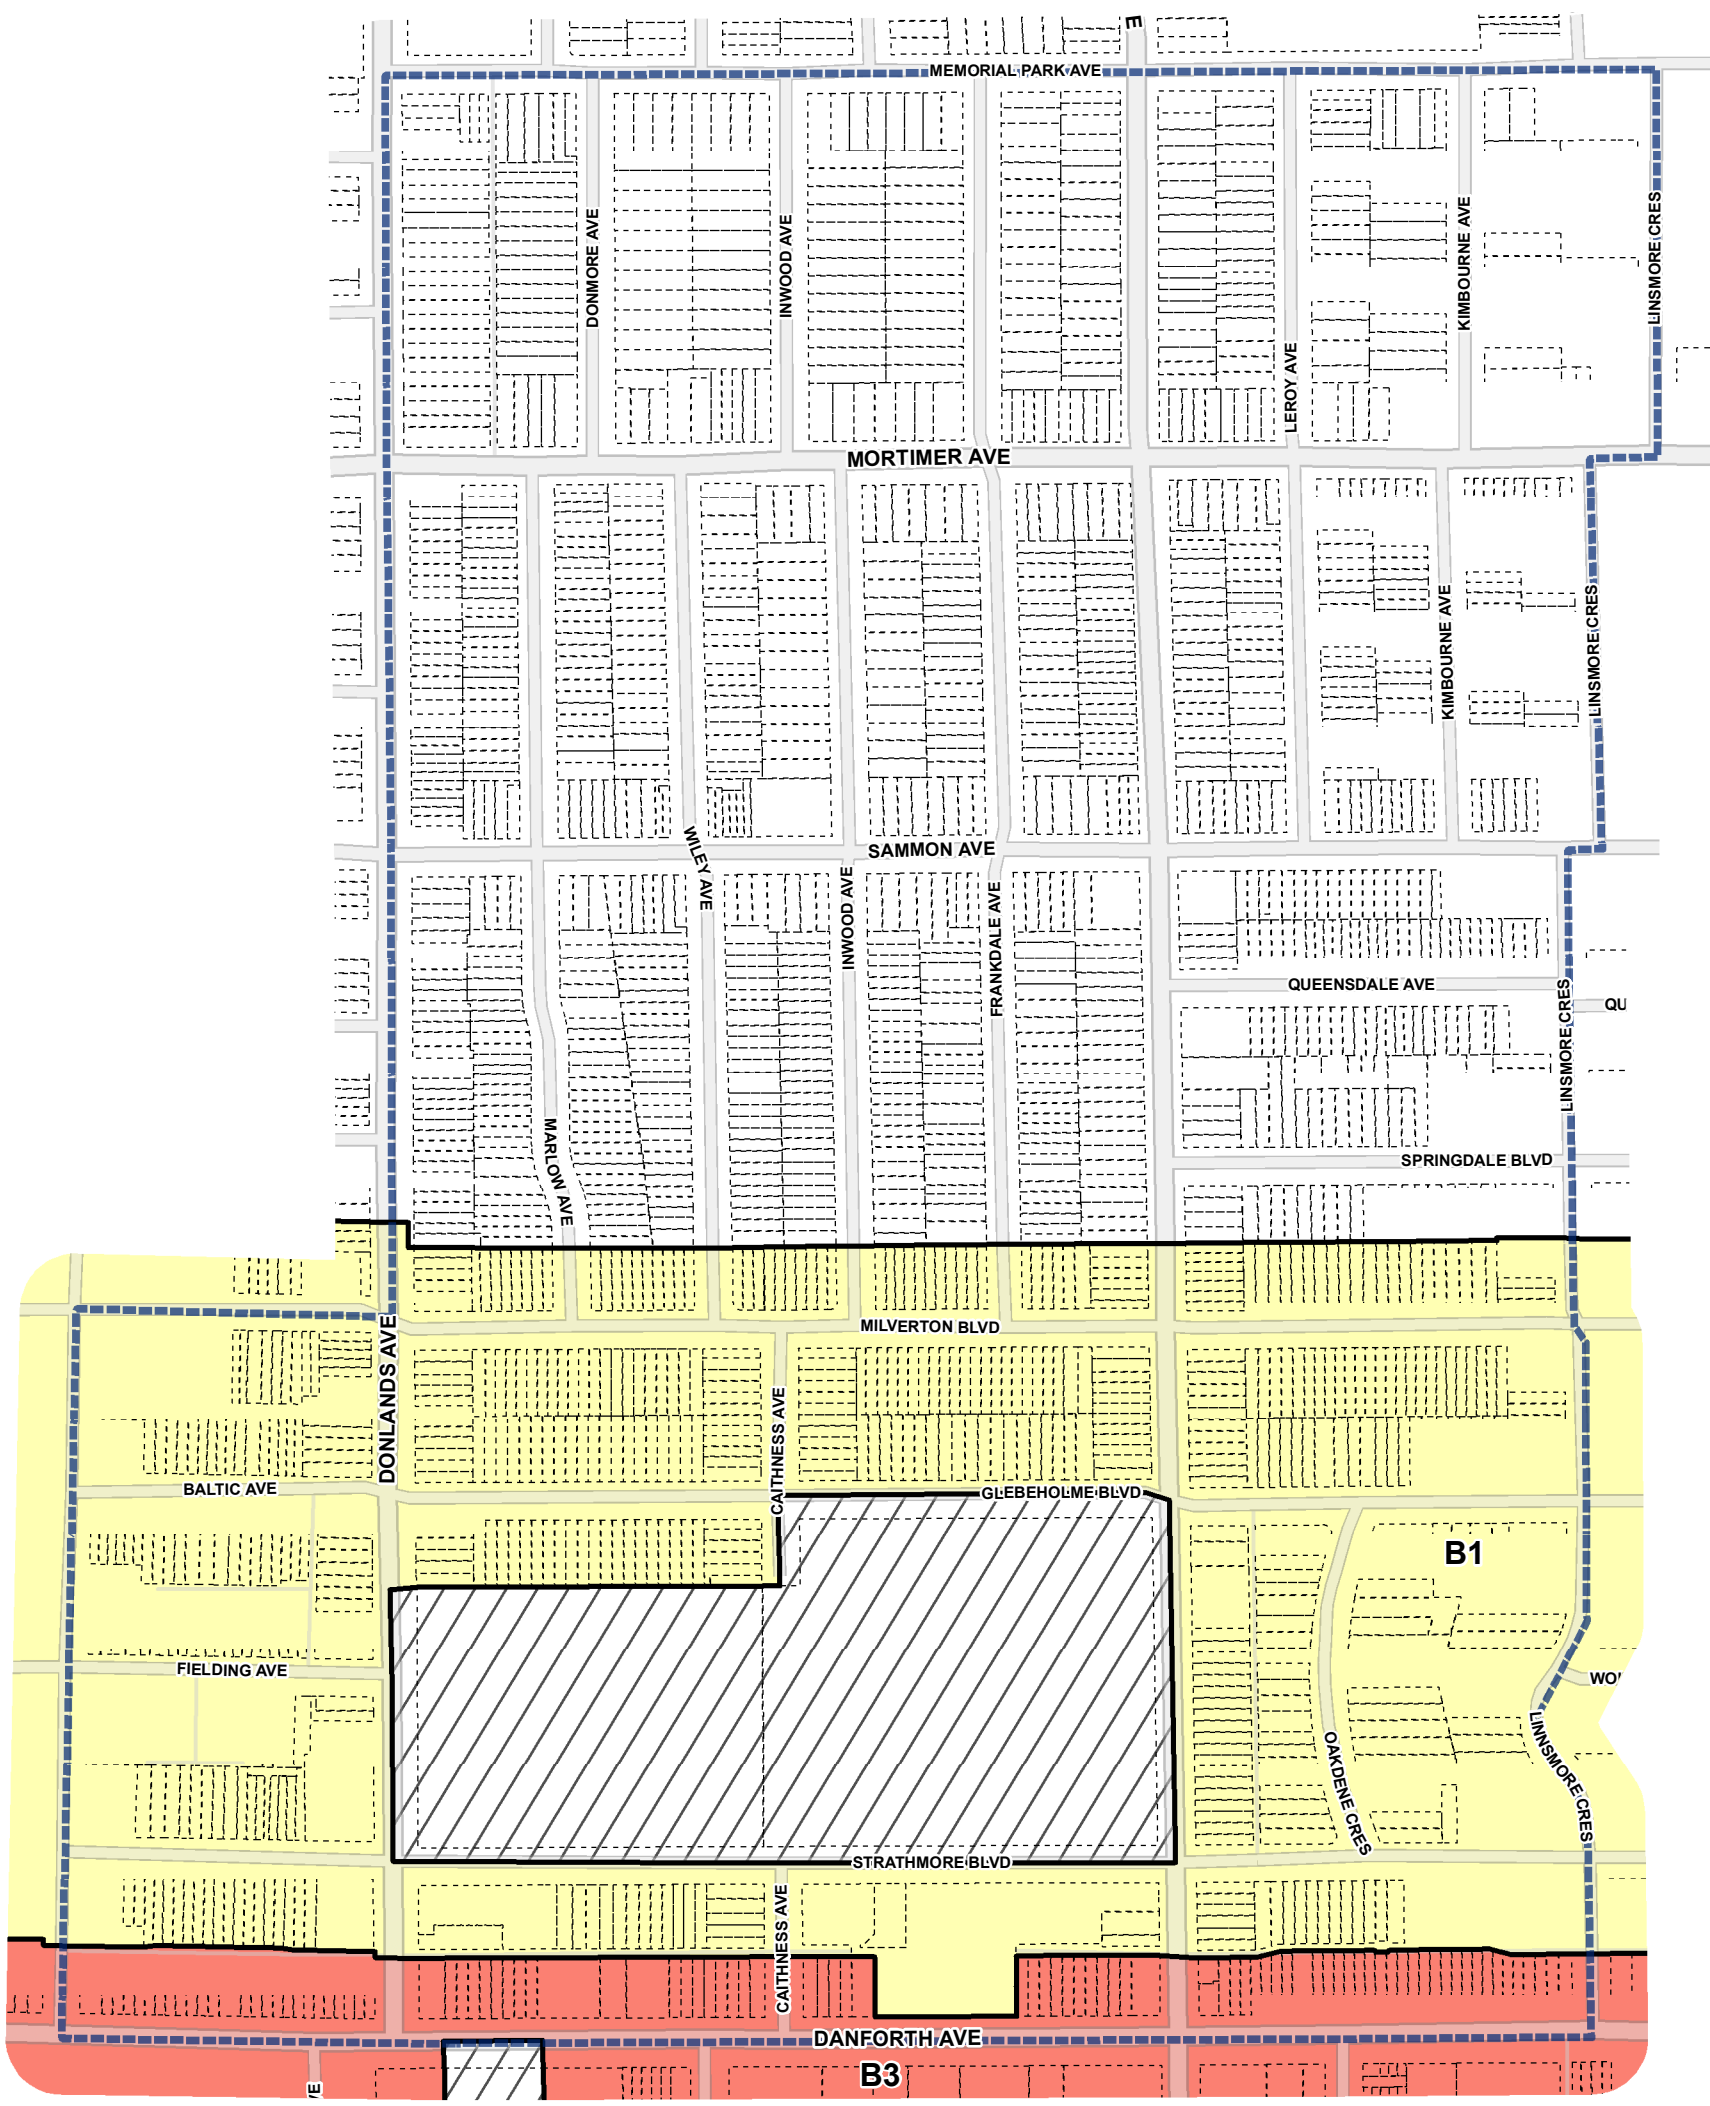 E
MEMORIAL PARK AVE
DONMORE AVE
INWOOD AVE
KIMBOURNE AVE
LINSMORE CRES
LEROY AVE
MORTIMER AVE
KIMBOURNE AVE
LINSMORE CRES
WILEY AVE
SAMMON AVE
INWOOD AVE
FRANKDALE AVE
QUEENSDALE AVE
LINSMORE CRES
QU
MARLOW AVE
SPRINGDALE BLVD
MILVERTON BLVD
DONLANDS AVE
CAITHNESS AVE
BALTIC AVE
GLEBEHOLME BLVD
B1
FIELDING AVE
WO
OAKDENE CRES
LINNSMORE CRES
STRATHMORE BLVD
CAITHNESS AVE
DANFORTH AVE
B3
VE